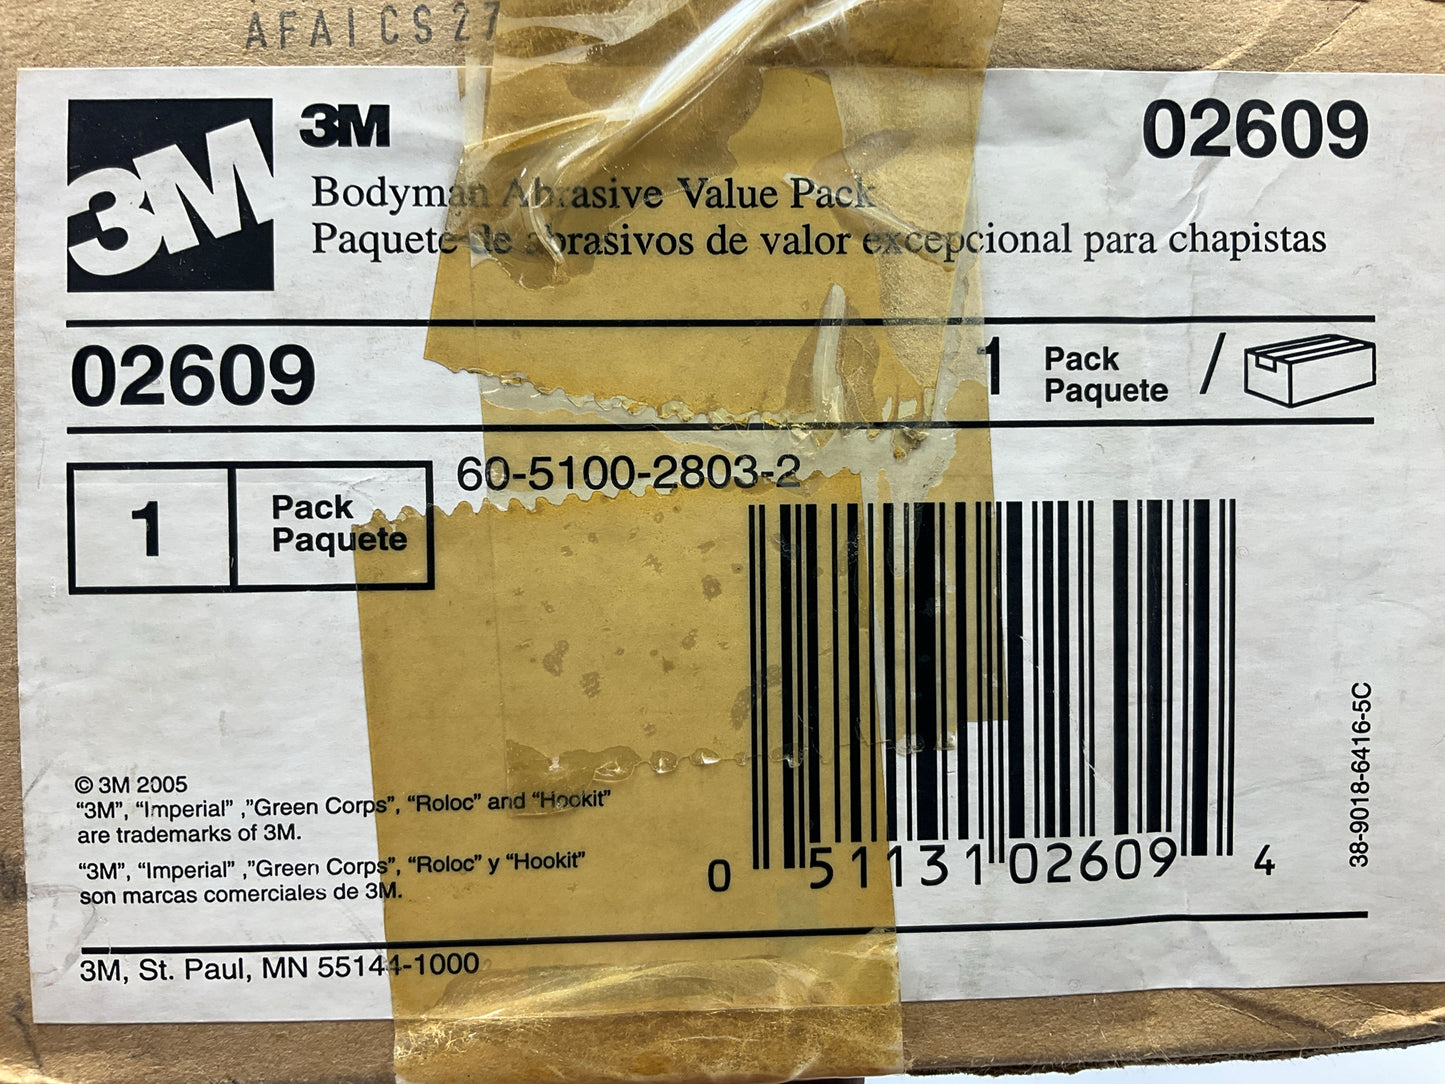 AFAICS27
3M
3M
02609
Bodyman Abrasive Value Pack
Paquete de abrasivos de valor excepcional para chapistas
02609
1 Pack
Paquete /
60-5100-2803-2
1
Pack
Paquete
© 3M 2005
“3M”, “Imperial” ,”Green Corps”, “Roloc” and “Hookit”
are trademarks of 3M.
“3M”, “Imperial” ,”Green Corps”, “Roloc” y “Hookit”
son marcas comerciales de 3M.
0 51131 02609 4
38-9018-6416-5C
3M, St. Paul, MN 55144-1000